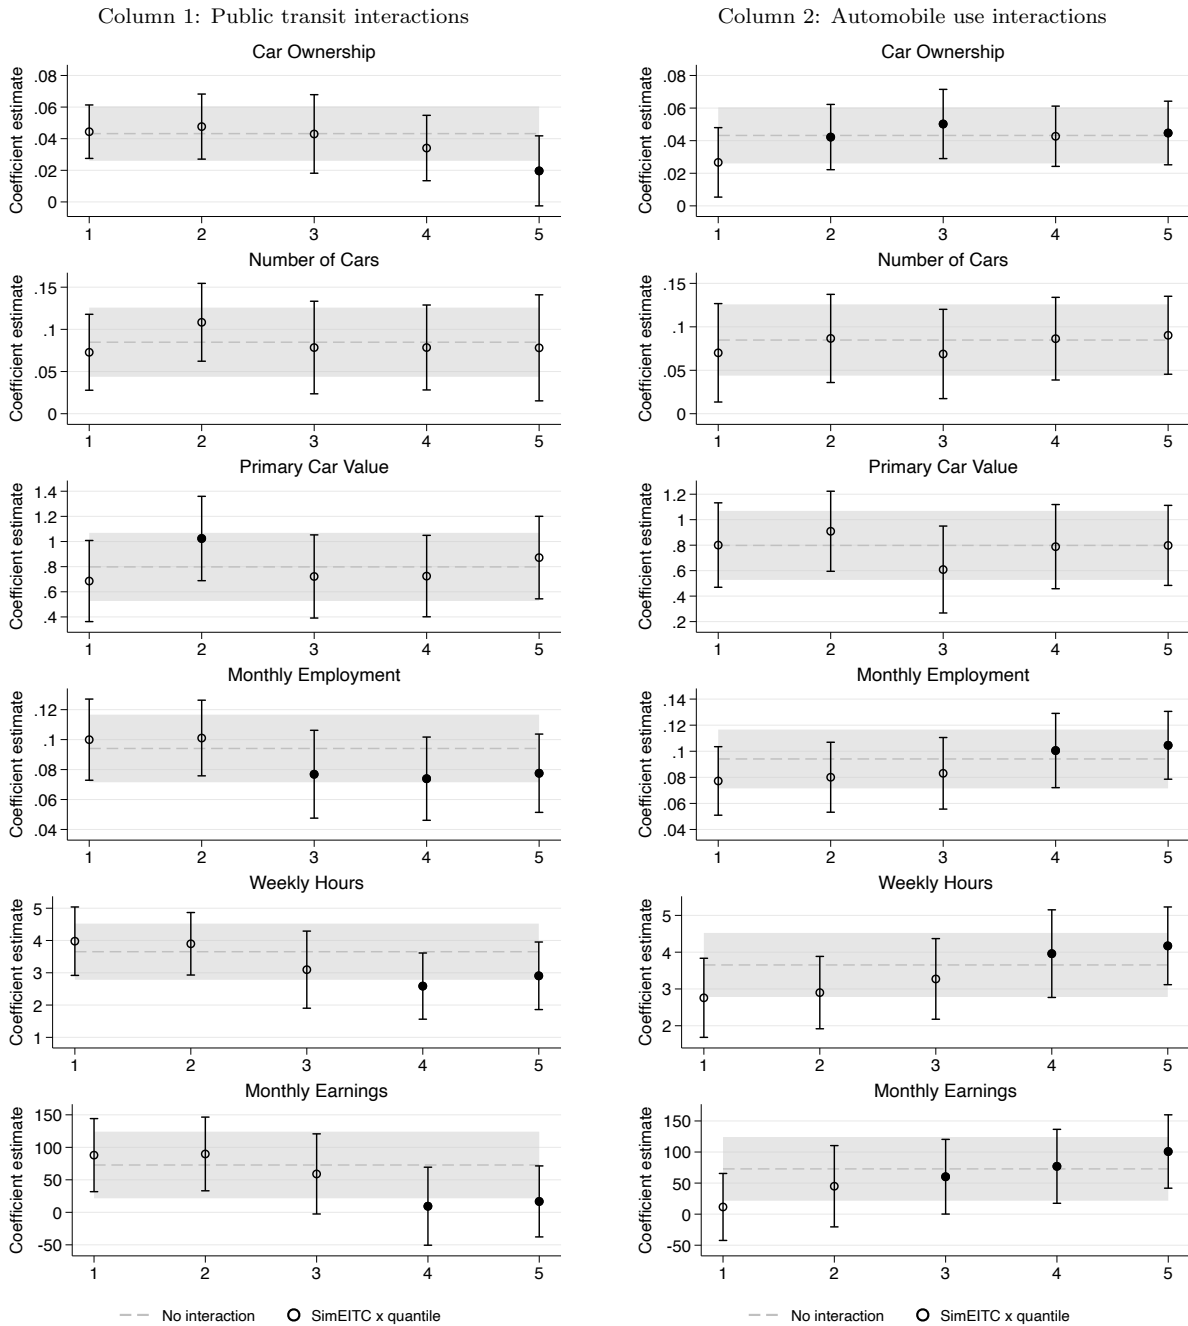 Column 1: Public transit interactions
Car Ownership
Coefficient estimate
.08
.06
.04
.02
0
1 2 3 4 5
Number of Cars
Coefficient estimate
.15
.1
.05
0
1 2 3 4 5
Primary Car Value
Coefficient estimate
1.4
1.2
1
.8
.6
.4
1 2 3 4 5
Monthly Employment
Coefficient estimate
.12
.1
.08
.06
.04
1 2 3 4 5
Weekly Hours
Coefficient estimate
5
4
3
2
1
1 2 3 4 5
Monthly Earnings
Coefficient estimate
150
100
50
0
-50
1 2 3 4 5
No interaction SimEITC x quantile
Column 2: Automobile use interactions
Car Ownership
Coefficient estimate
.08
.06
.04
.02
0
1 2 3 4 5
Number of Cars
Coefficient estimate
.15
.1
.05
0
1 2 3 4 5
Primary Car Value
Coefficient estimate
1.2
1
.8
.6
.4
.2
1 2 3 4 5
Monthly Employment
Coefficient estimate
.14
.12
.1
.08
.06
.04
1 2 3 4 5
Weekly Hours
Coefficient estimate
5
4
3
2
1 2 3 4 5
Monthly Earnings
Coefficient estimate
150
100
50
0
-50
1 2 3 4 5
No interaction SimEITC x quantile